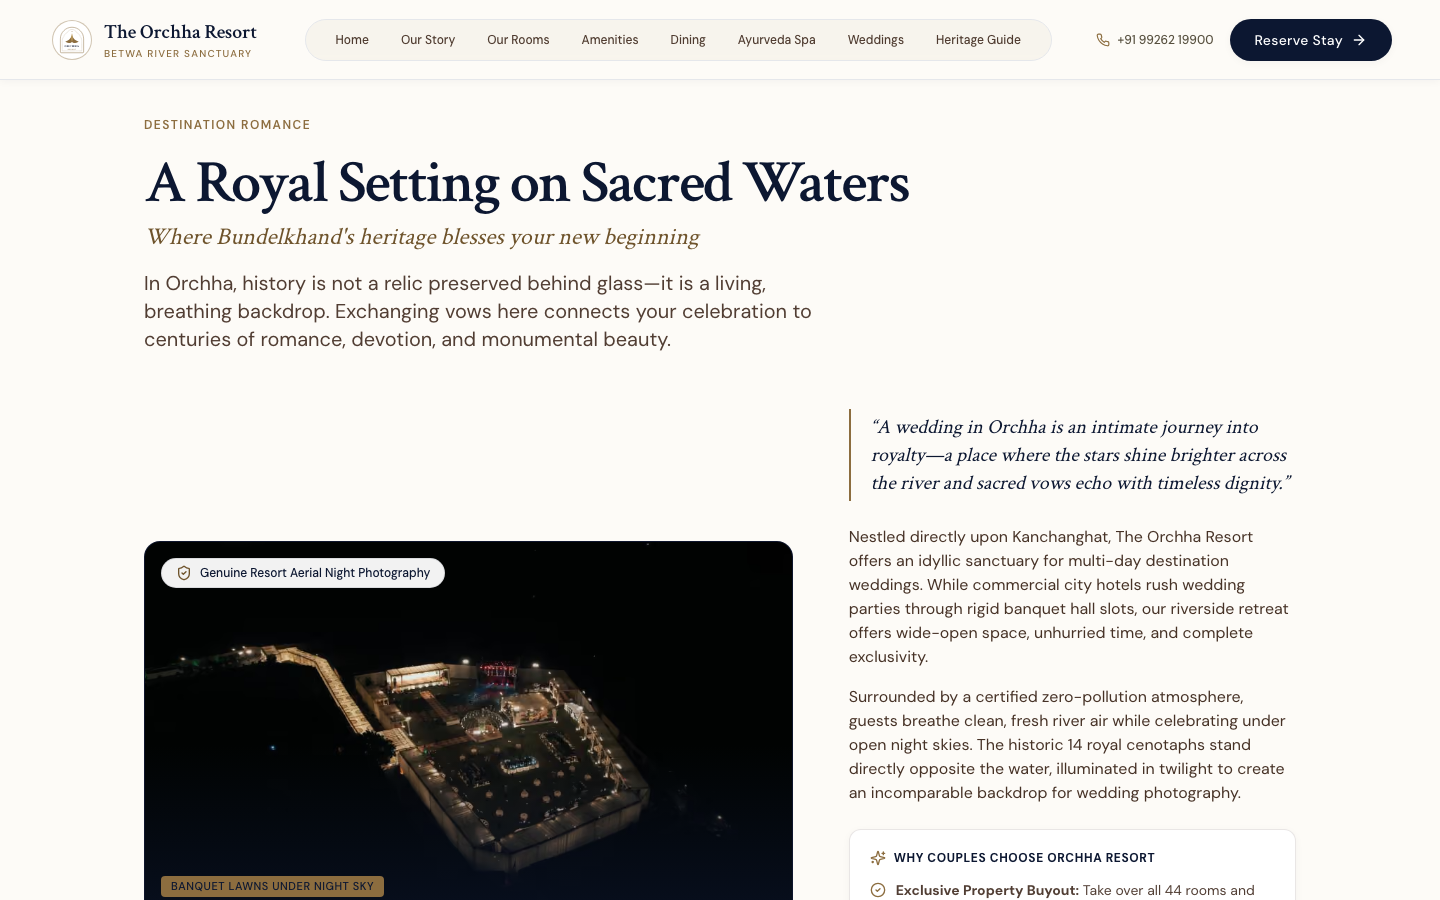 The Orchha Resort
BETWA RIVER SANCTUARY
Home
Our Story
Our Rooms
Amenities
Dining
Ayurveda Spa
Weddings
Heritage Guide
+91 99262 19900
Reserve Stay
DESTINATION ROMANCE
A Royal Setting on Sacred Waters
Where Bundelkhand's heritage blesses your new beginning
In Orchha, history is not a relic preserved behind glass—it is a living,
breathing backdrop. Exchanging vows here connects your celebration to
centuries of romance, devotion, and monumental beauty.
Genuine Resort Aerial Night Photography
BANQUET LAWNS UNDER NIGHT SKY
“A wedding in Orchha is an intimate journey into
royalty—a place where the stars shine brighter across
the river and sacred vows echo with timeless dignity.”
Nestled directly upon Kanchanghat, The Orchha Resort
offers an idyllic sanctuary for multi-day destination
weddings. While commercial city hotels rush wedding
parties through rigid banquet hall slots, our riverside retreat
offers wide-open space, unhurried time, and complete
exclusivity.
Surrounded by a certified zero-pollution atmosphere,
guests breathe clean, fresh river air while celebrating under
open night skies. The historic 14 royal cenotaphs stand
directly opposite the water, illuminated in twilight to create
an incomparable backdrop for wedding photography.
WHY COUPLES CHOOSE ORCHHA RESORT
Exclusive Property Buyout: Take over all 44 rooms and